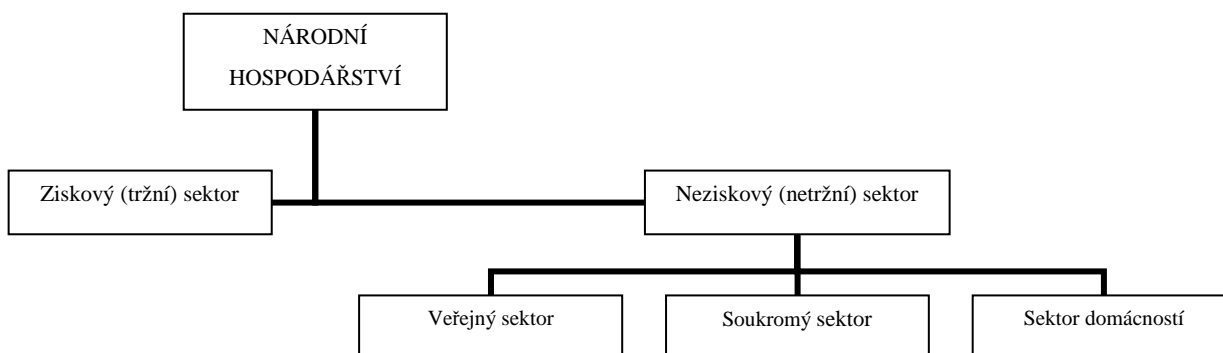 NÁRODNÍ
HOSPODÁŘSTVÍ
Ziskový (tržní) sektor
Neziskový (netržní) sektor
Veřejný sektor
Soukromý sektor
Sektor domácností